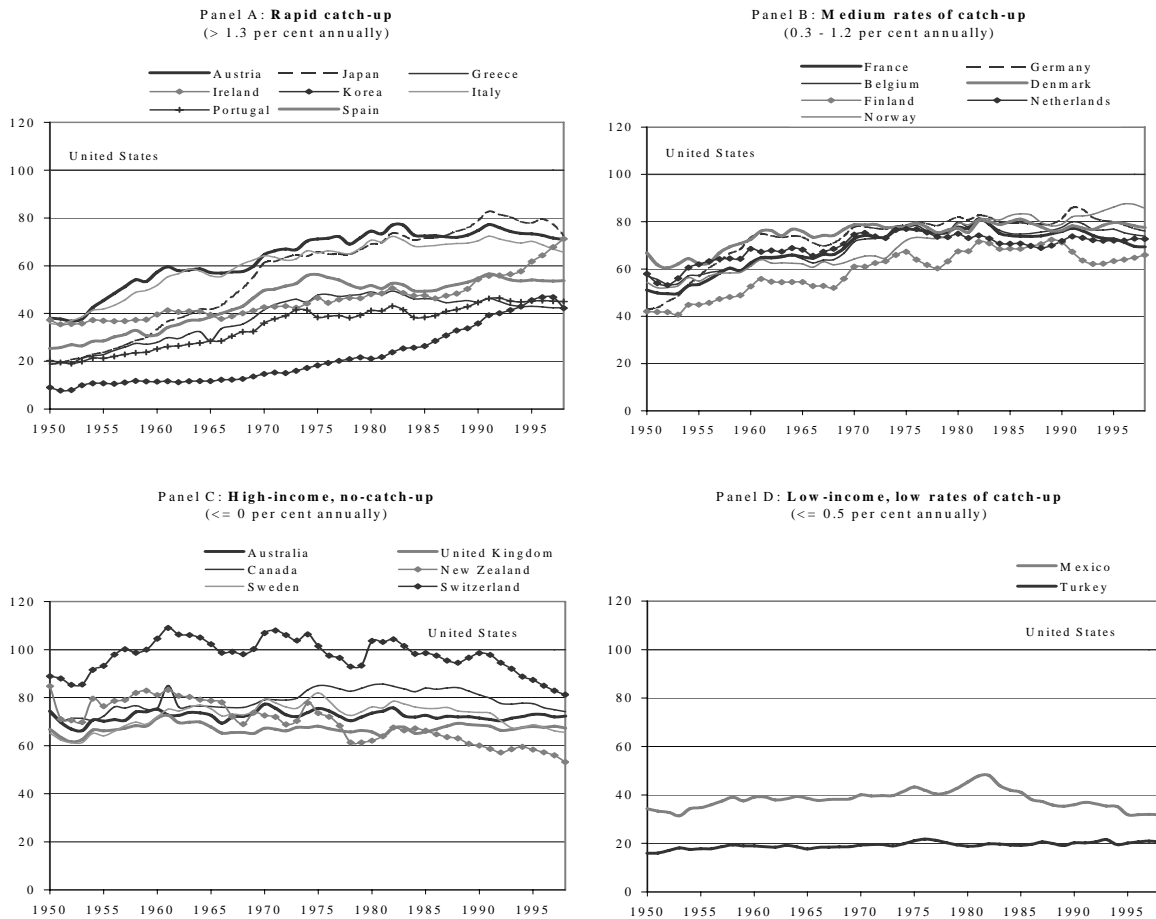 Panel A: Rapid catch-up
(> 1.3 per cent annually)
Austria Japan Greece
Ireland Korea Italy
Portugal Spain
120
100
80
60
40
20
0
United States
1950 1955 1960 1965 1970 1975 1980 1985 1990 1995
Panel B: Medium rates of catch-up
(0.3 - 1.2 per cent annually)
France Germany
Belgium Denmark
Finland Netherlands
Norway
120
100
80
60
40
20
0
United States
1950 1955 1960 1965 1970 1975 1980 1985 1990 1995
Panel C: High-income, no-catch-up
(<= 0 per cent annually)
Australia United Kingdom
Canada New Zealand
Sweden Switzerland
120
100
80
60
40
20
0
United States
1950 1955 1960 1965 1970 1975 1980 1985 1990 1995
Panel D: Low-income, low rates of catch-up
(<= 0.5 per cent annually)
Mexico
Turkey
120
100
80
60
40
20
0
United States
1950 1955 1960 1965 1970 1975 1980 1985 1990 1995